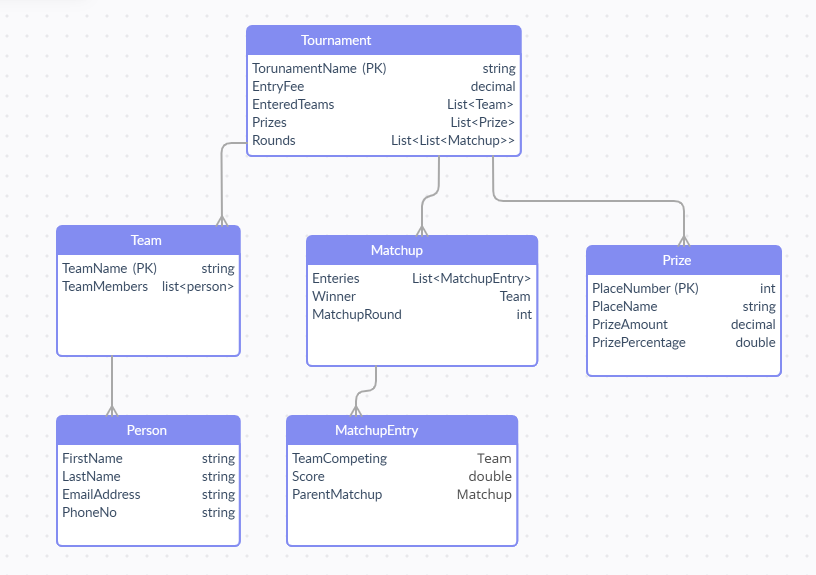 Tournament
TorunamentName (PK) string
EntryFee decimal
EnteredTeams List<Team>
Prizes List<Prize>
Rounds List<List<Matchup>>
Team
TeamName (PK) string
TeamMembers list<person>
Matchup
Enteries List<MatchupEntry>
Winner Team
MatchupRound int
Prize
PlaceNumber (PK) int
PlaceName string
PrizeAmount decimal
PrizePercentage double
Person
FirstName string
LastName string
EmailAddress string
PhoneNo string
MatchupEntry
TeamCompeting Team
Score double
ParentMatchup Matchup